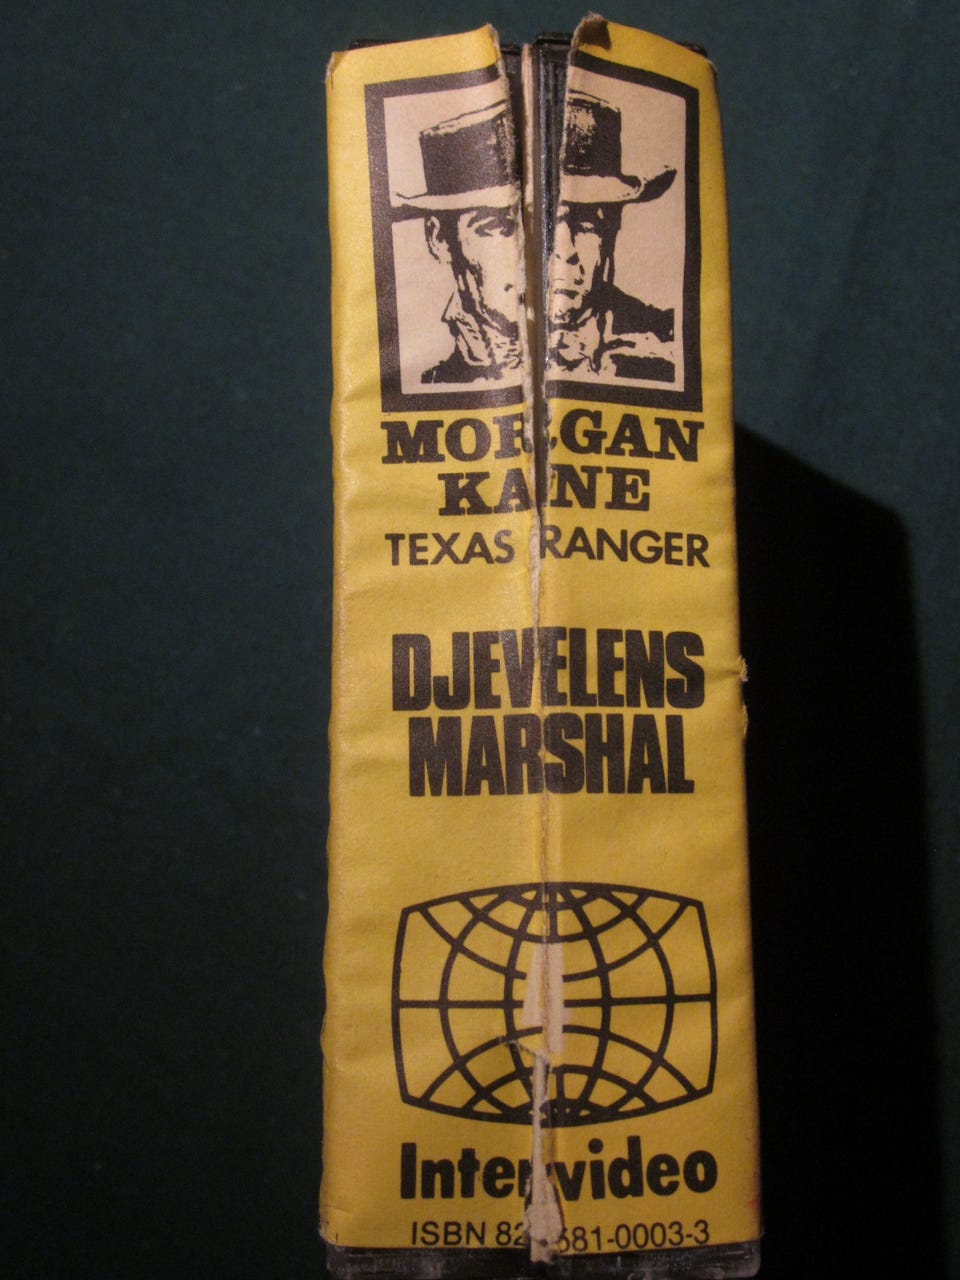 MORGAN
KANE
TEXAS RANGER
DJEVELENS
MARSHAL
Intervideo
ISBN 82 681-0003-3